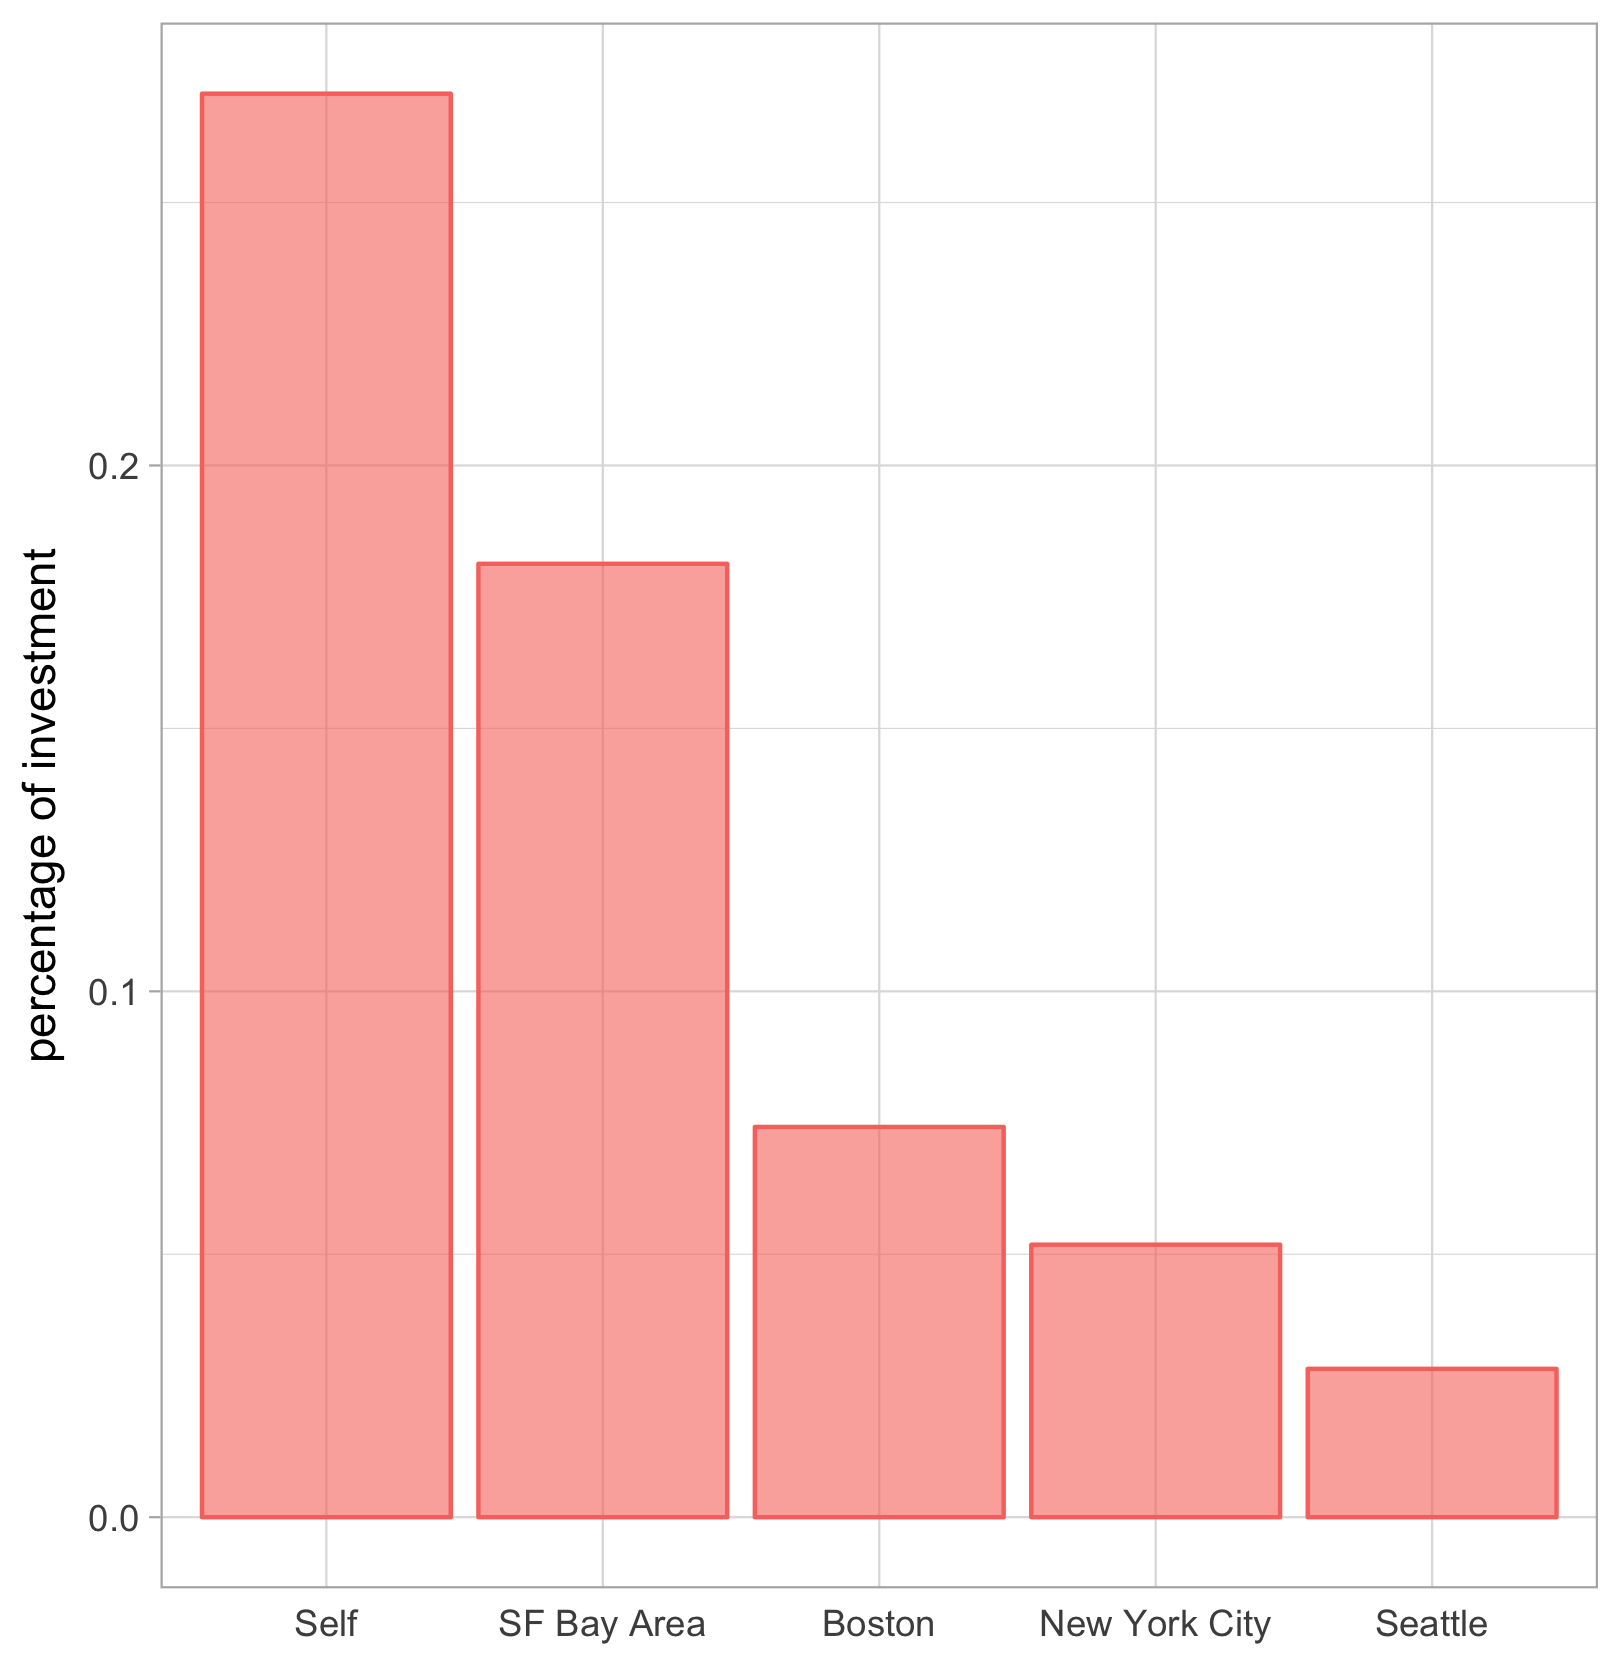 percentage of investment
0.2
0.1
0.0
Self
SF Bay Area
Boston
New York City
Seattle